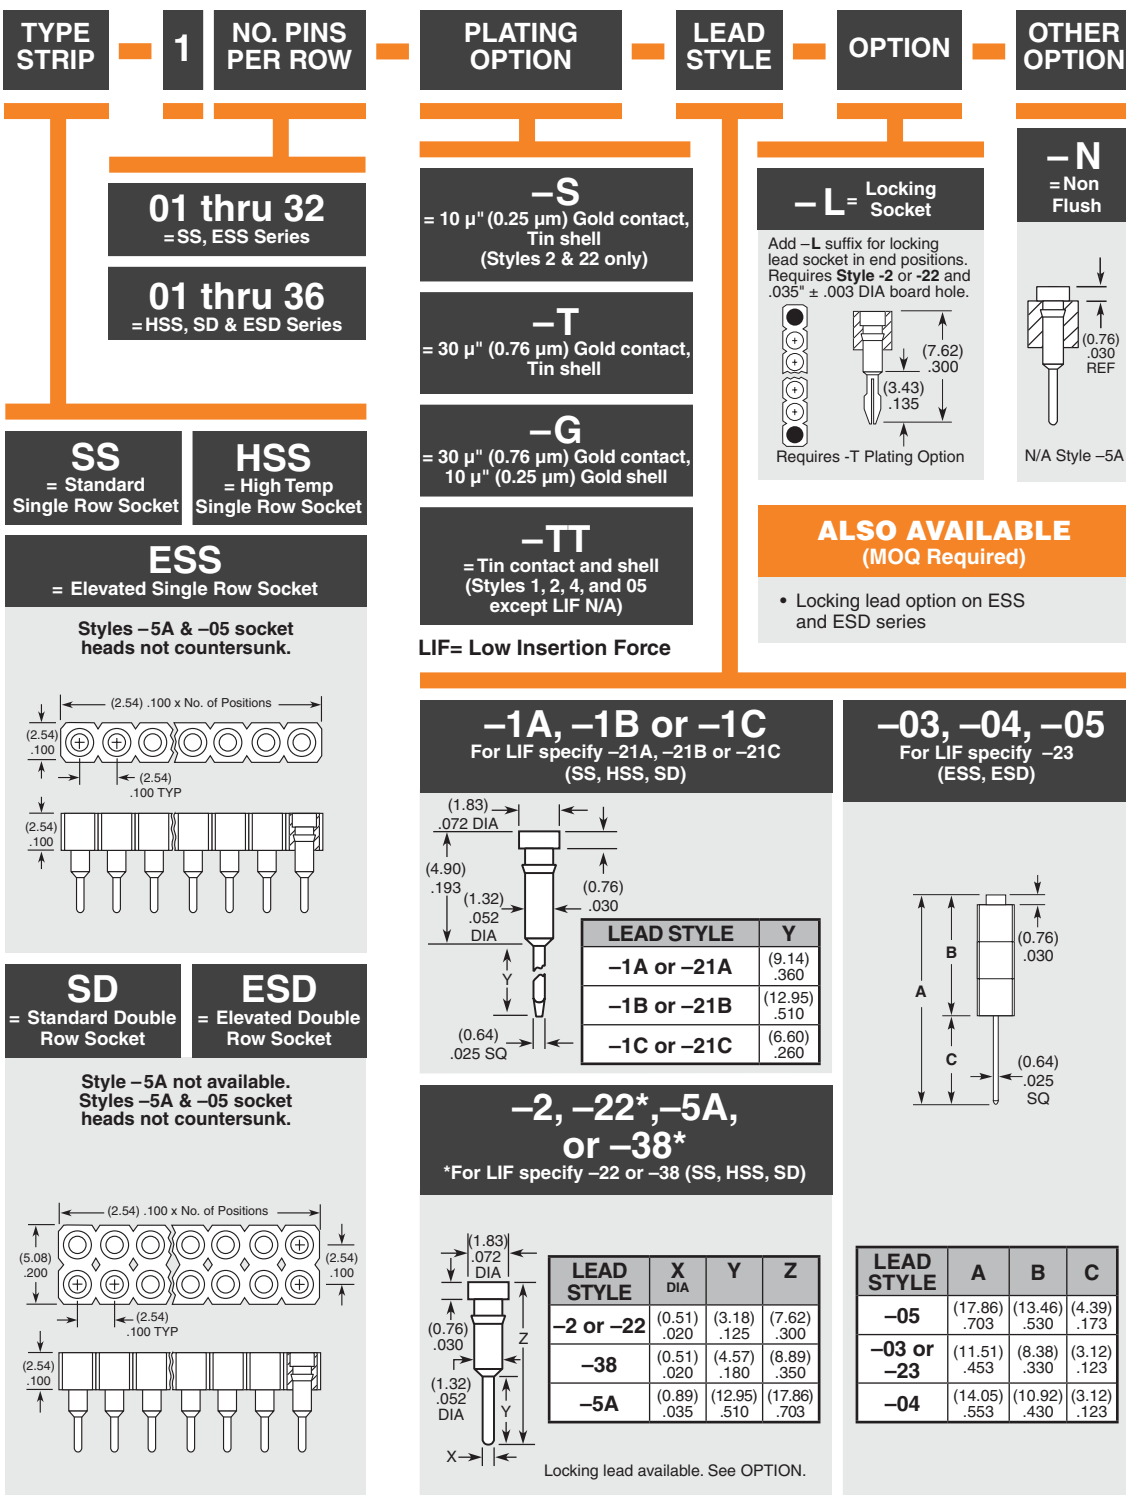 TYPE
STRIP
1
NO. PINS
PER ROW
PLATING
OPTION
LEAD
STYLE
OPTION
OTHER
OPTION
01 thru 32
=SS, ESS Series
01 thru 36
=HSS, SD & ESD Series
SS
= Standard
Single Row Socket
HSS
= High Temp
Single Row Socket
ESS
= Elevated Single Row Socket
Styles –5A & –05 socket
heads not countersunk.
(2.54) .100 x No. of Positions
(2.54)
.100
(2.54)
.100 TYP
(2.54)
.100
SD
= Standard Double
Row Socket
ESD
= Elevated Double
Row Socket
Style –5A not available.
Styles –5A & –05 socket
heads not countersunk.
(2.54) .100 x No. of Positions
(5.08)
.200
(2.54)
.100
(2.54)
.100 TYP
(2.54)
.100
–S
= 10 µ" (0.25 µm) Gold contact,
Tin shell
(Styles 2 & 22 only)
–T
= 30 µ" (0.76 µm) Gold contact,
Tin shell
–G
= 30 µ" (0.76 µm) Gold contact,
10 µ" (0.25 µm) Gold shell
–TT
= Tin contact and shell
(Styles 1, 2, 4, and 05
except LIF N/A)
LIF= Low Insertion Force
–L= Locking
Socket
Add –L suffix for locking
lead socket in end positions.
Requires Style -2 or -22 and
.035" ± .003 DIA board hole.
(7.62)
.300
(3.43)
.135
Requires -T Plating Option
–N
= Non
Flush
(0.76)
.030
REF
N/A Style –5A
ALSO AVAILABLE
(MOQ Required)
• Locking lead option on ESS
and ESD series
–1A, –1B or –1C
For LIF specify –21A, –21B or –21C
(SS, HSS, SD)
(1.83)
.072 DIA
(4.90)
.193
(1.32)
.052
DIA
(0.76)
.030
Y
(0.64)
.025 SQ
LEAD STYLE Y
–1A or –21A (9.14) .360
–1B or –21B (12.95) .510
–1C or –21C (6.60) .260
–2, –22*,–5A,
or –38*
*For LIF specify –22 or –38 (SS, HSS, SD)
(1.83)
.072
DIA
(0.76)
.030
Z
(1.32)
.052
DIA
Y
X
LEAD STYLE X DIA Y Z
–2 or –22 (0.51) .020 (3.18) .125 (7.62) .300
–38 (0.51) .020 (4.57) .180 (8.89) .350
–5A (0.89) .035 (12.95) .510 (17.86) .703
Locking lead available. See OPTION.
–03, –04, –05
For LIF specify –23
(ESS, ESD)
(0.76)
.030
B
A
C
(0.64)
.025
SQ
LEAD STYLE A B C
–05 (17.86) .703 (13.46) .530 (4.39) .173
–03 or –23 (11.51) .453 (8.38) .330 (3.12) .123
–04 (14.05) .553 (10.92) .430 (3.12) .123